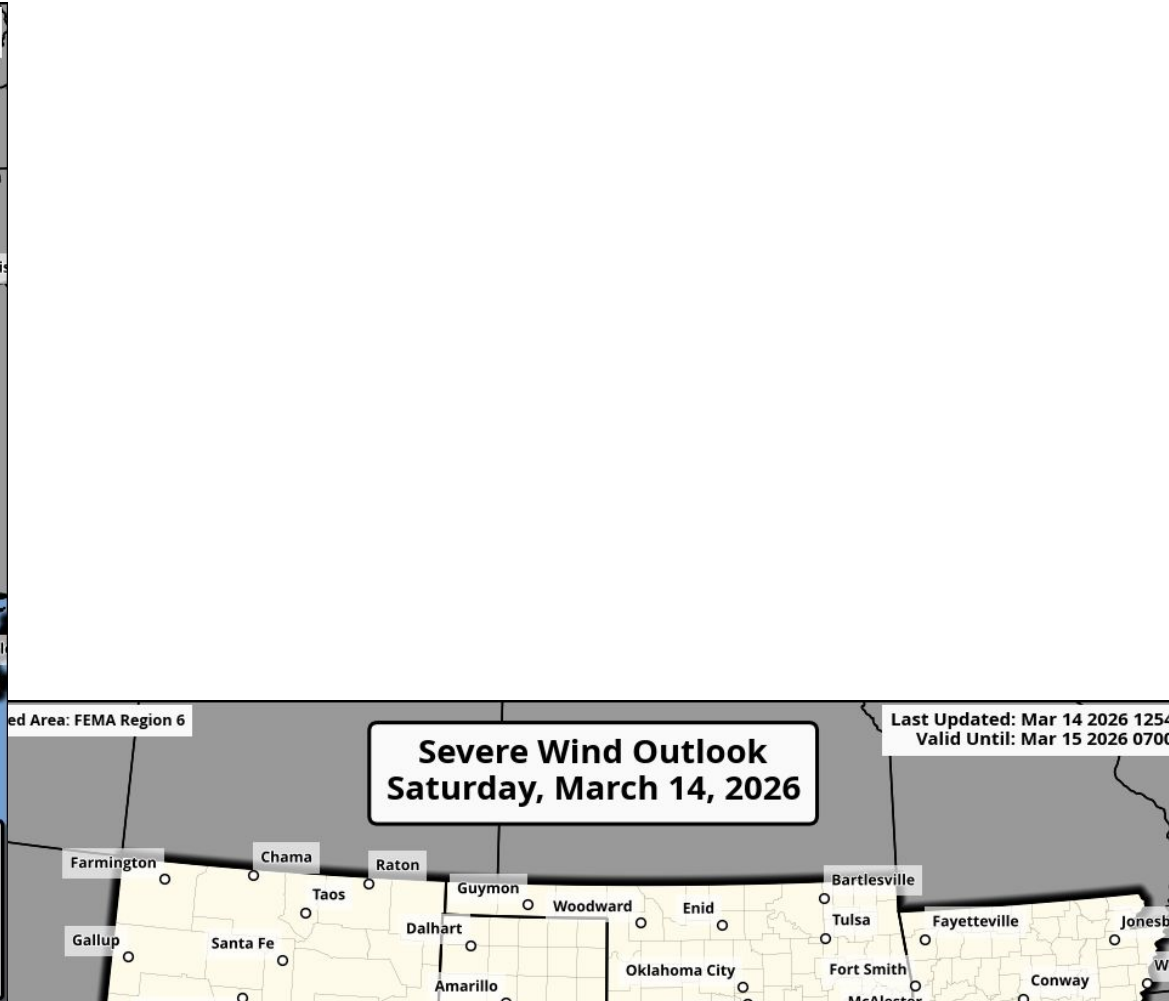 ed Area: FEMA Region 6
Severe Wind Outlook
Saturday, March 14, 2026
Last Updated: Mar 14 2026 1254
Valid Until: Mar 15 2026 0700
Farmington
Chama
Raton
Taos
Guymon
Woodward
Enid
Bartlesville
Tulsa
Fayetteville
Jonesb
Dalhart
Gallup
Santa Fe
Oklahoma City
Fort Smith
Conway
Amarillo
McAlester